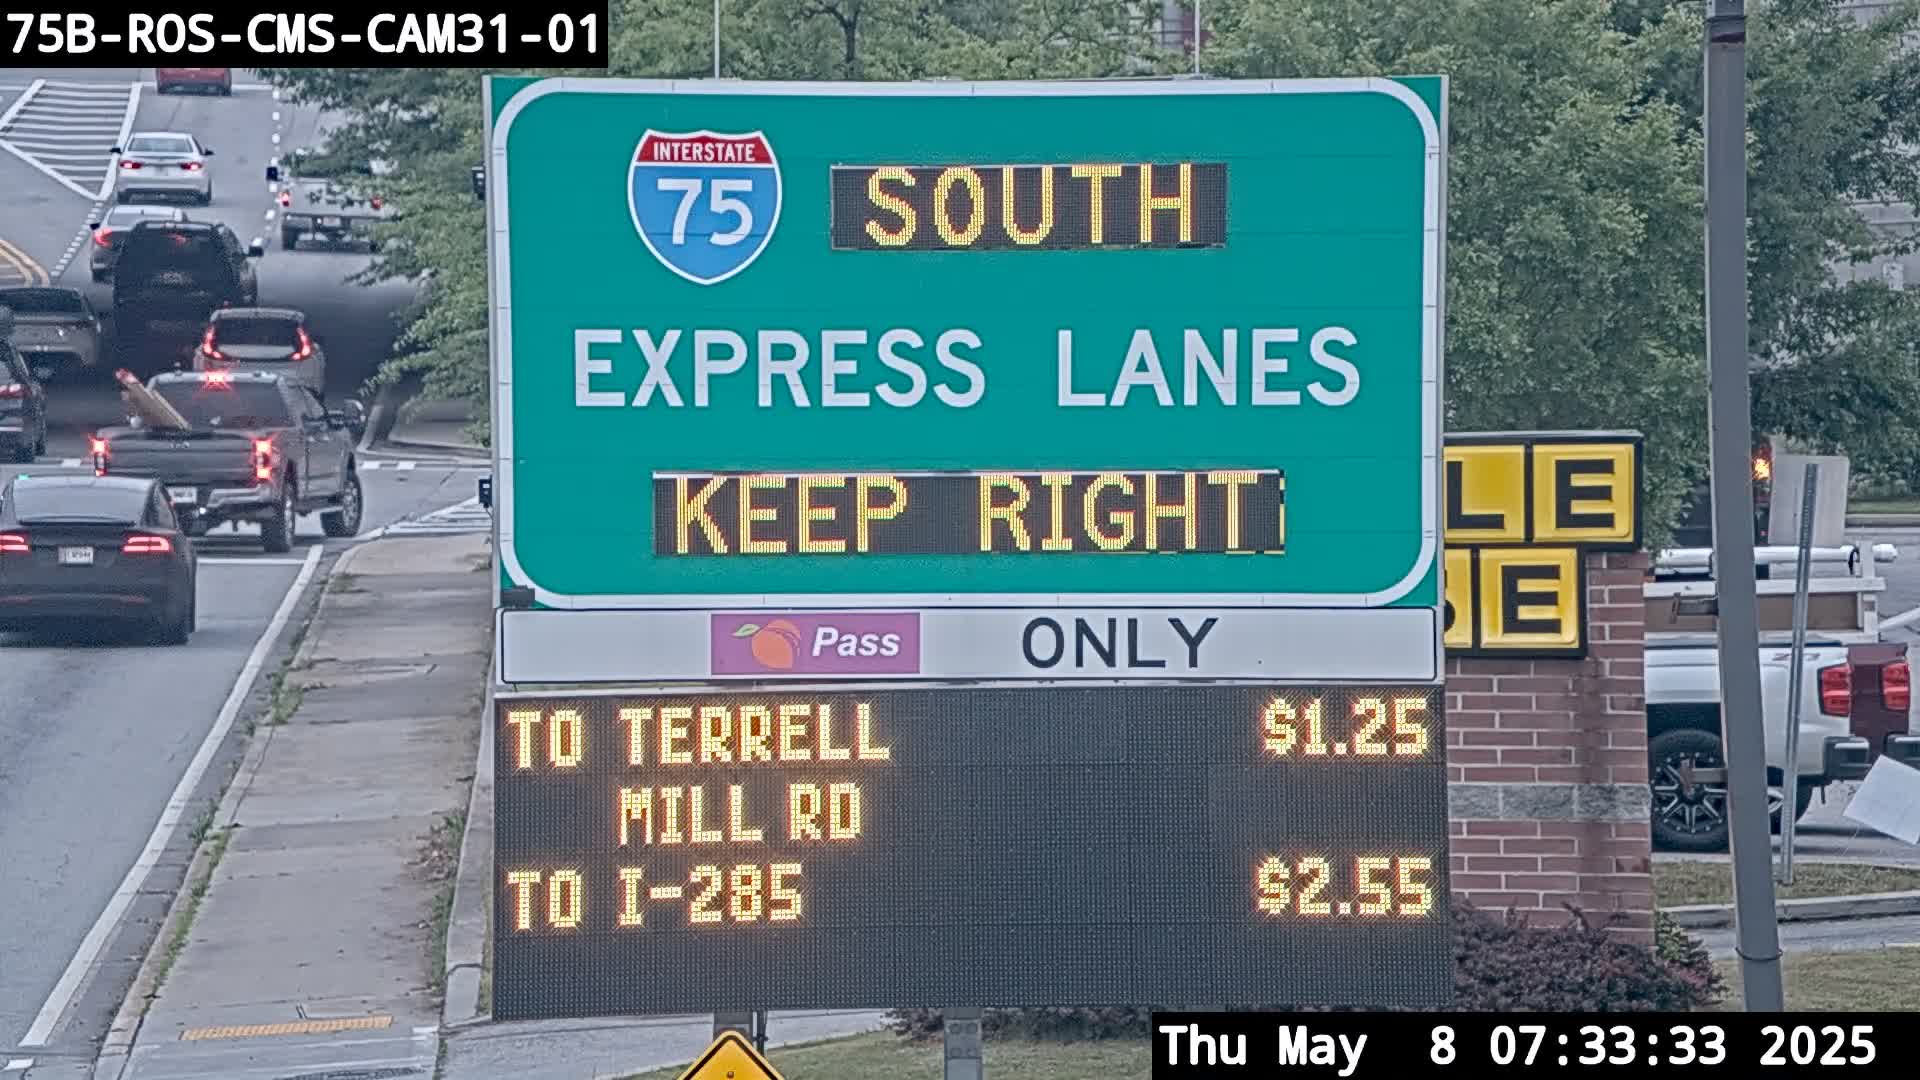 75B-ROS-CMS-CAM31-01
INTERSTATE
75
SOUTH
EXPRESS LANES
KEEP RIGHT
Pass ONLY
TO TERRELL $1.25
MILL RD
TO I-285 $2.55
LE
E
Thu May 8 07:33:33 2025